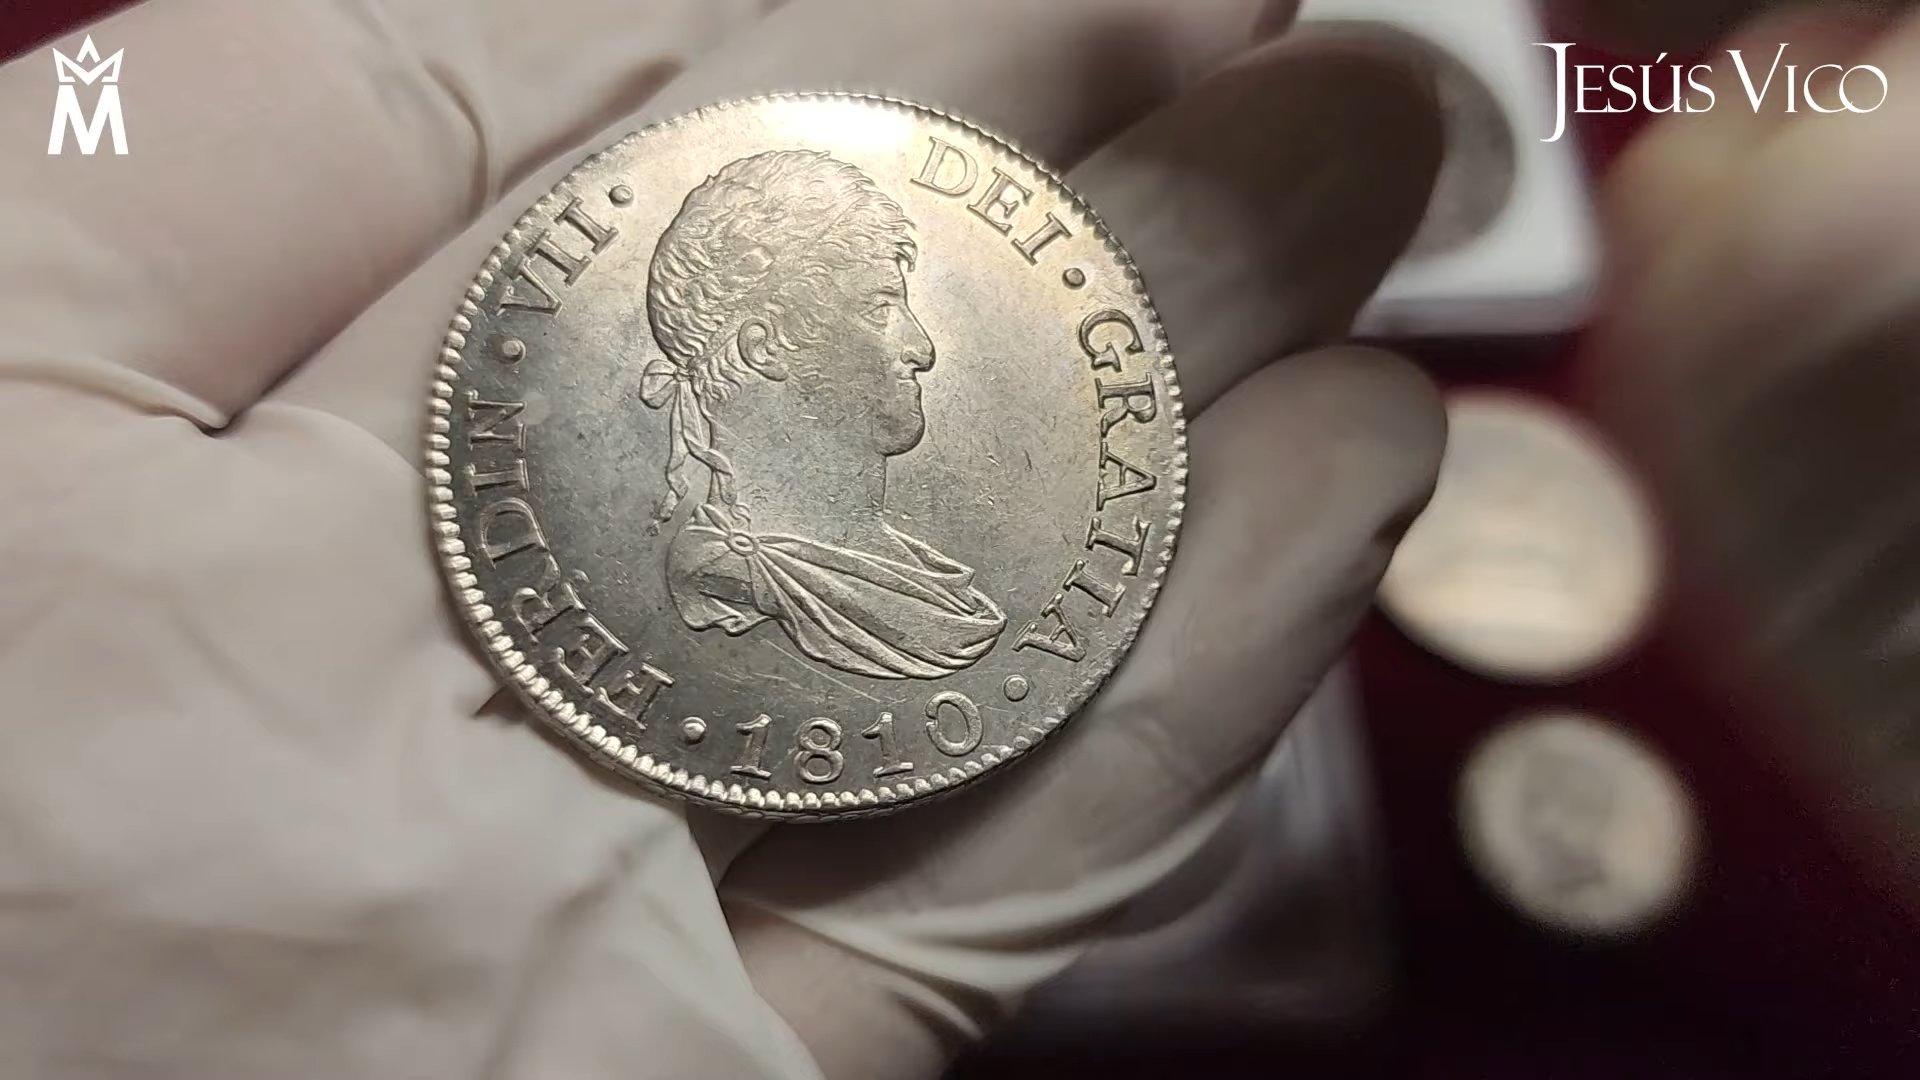 M
JESÚS VICO
FERDIN · VII · DEI · GRATIA · 1810 ·